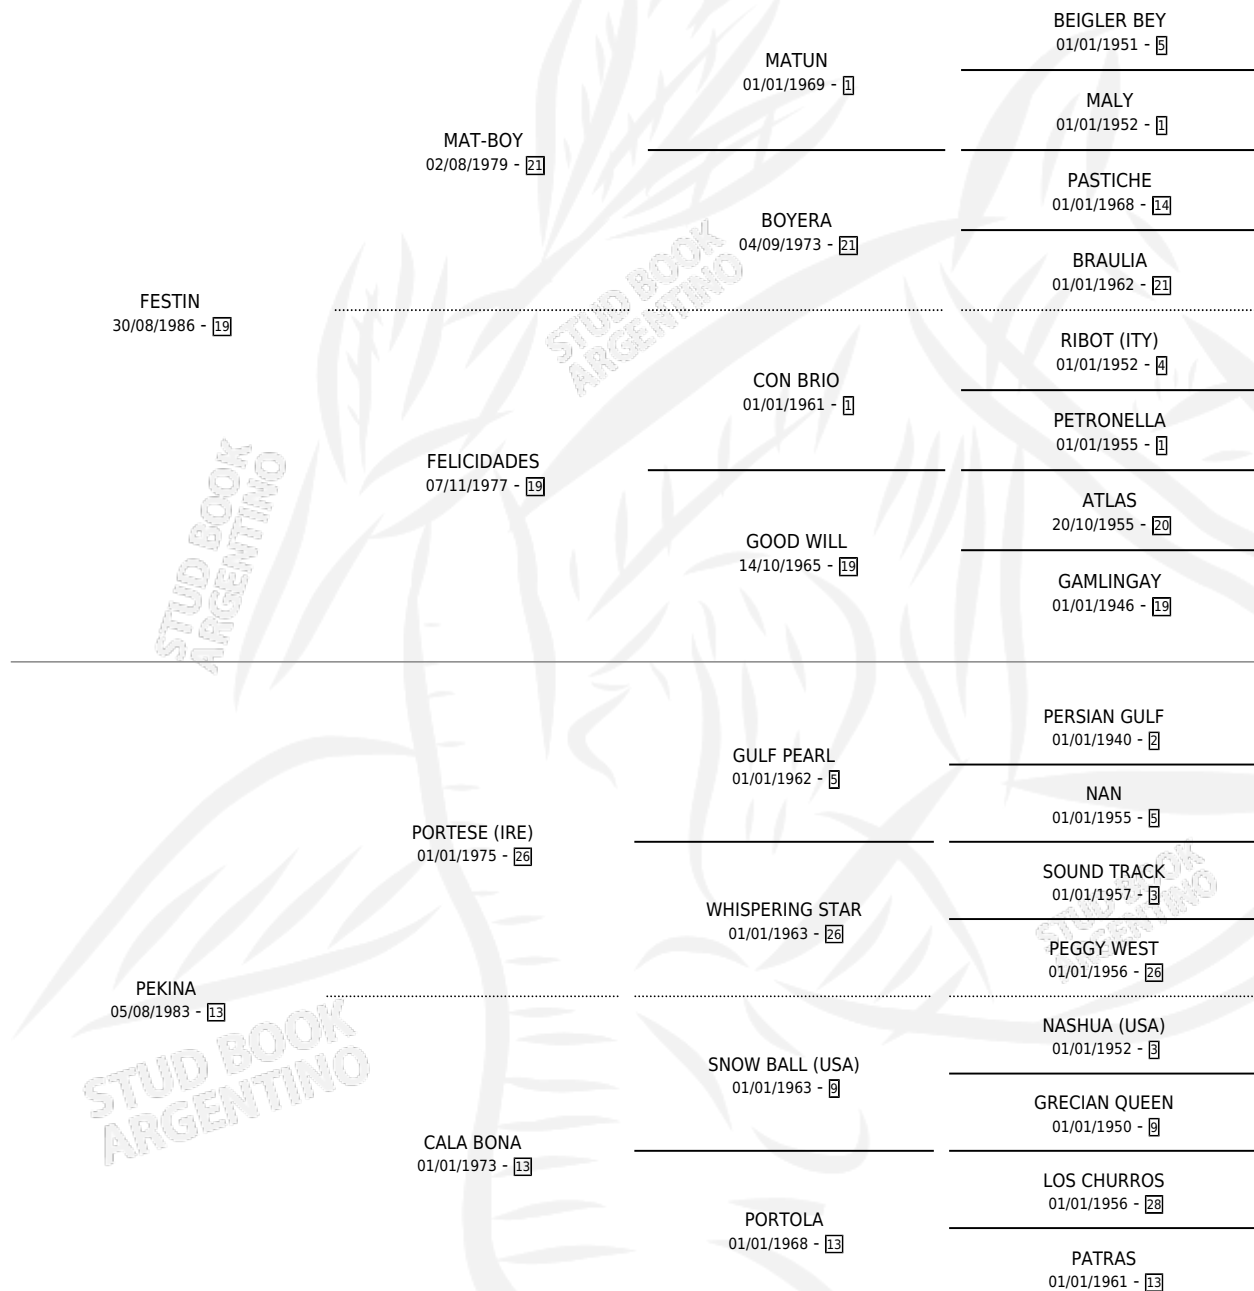 BEIGLER BEY
01/01/1951 - 5
MATUN
01/01/1969 - 1
MALY
01/01/1952 - 1
MAT-BOY
02/08/1979 - 21
PASTICHE
01/01/1968 - 14
BOYERA
04/09/1973 - 21
BRAULIA
01/01/1962 - 21
FESTIN
30/08/1986 - 19
RIBOT (ITY)
01/01/1952 - 4
CON BRIO
01/01/1961 - 1
PETRONELLA
01/01/1955 - 1
FELICIDADES
07/11/1977 - 19
ATLAS
20/10/1955 - 20
GOOD WILL
14/10/1965 - 19
GAMLINGAY
01/01/1946 - 19
PERSIAN GULF
01/01/1940 - 2
GULF PEARL
01/01/1962 - 5
NAN
01/01/1955 - 5
PORTESE (IRE)
01/01/1975 - 26
SOUND TRACK
01/01/1957 - 3
WHISPERING STAR
01/01/1963 - 26
PEGGY WEST
01/01/1956 - 26
PEKINA
05/08/1983 - 13
NASHUA (USA)
01/01/1952 - 3
SNOW BALL (USA)
01/01/1963 - 9
GRECIAN QUEEN
01/01/1950 - 9
CALA BONA
01/01/1973 - 13
LOS CHURROS
01/01/1956 - 28
PORTOLA
01/01/1968 - 13
PATRAS
01/01/1961 - 13
STUD BOOK
ARGENTINO
STUD BOOK
ARGENTINO
STUD BOOK
ARGENTINO
STUD BOOK
ARGENTINO